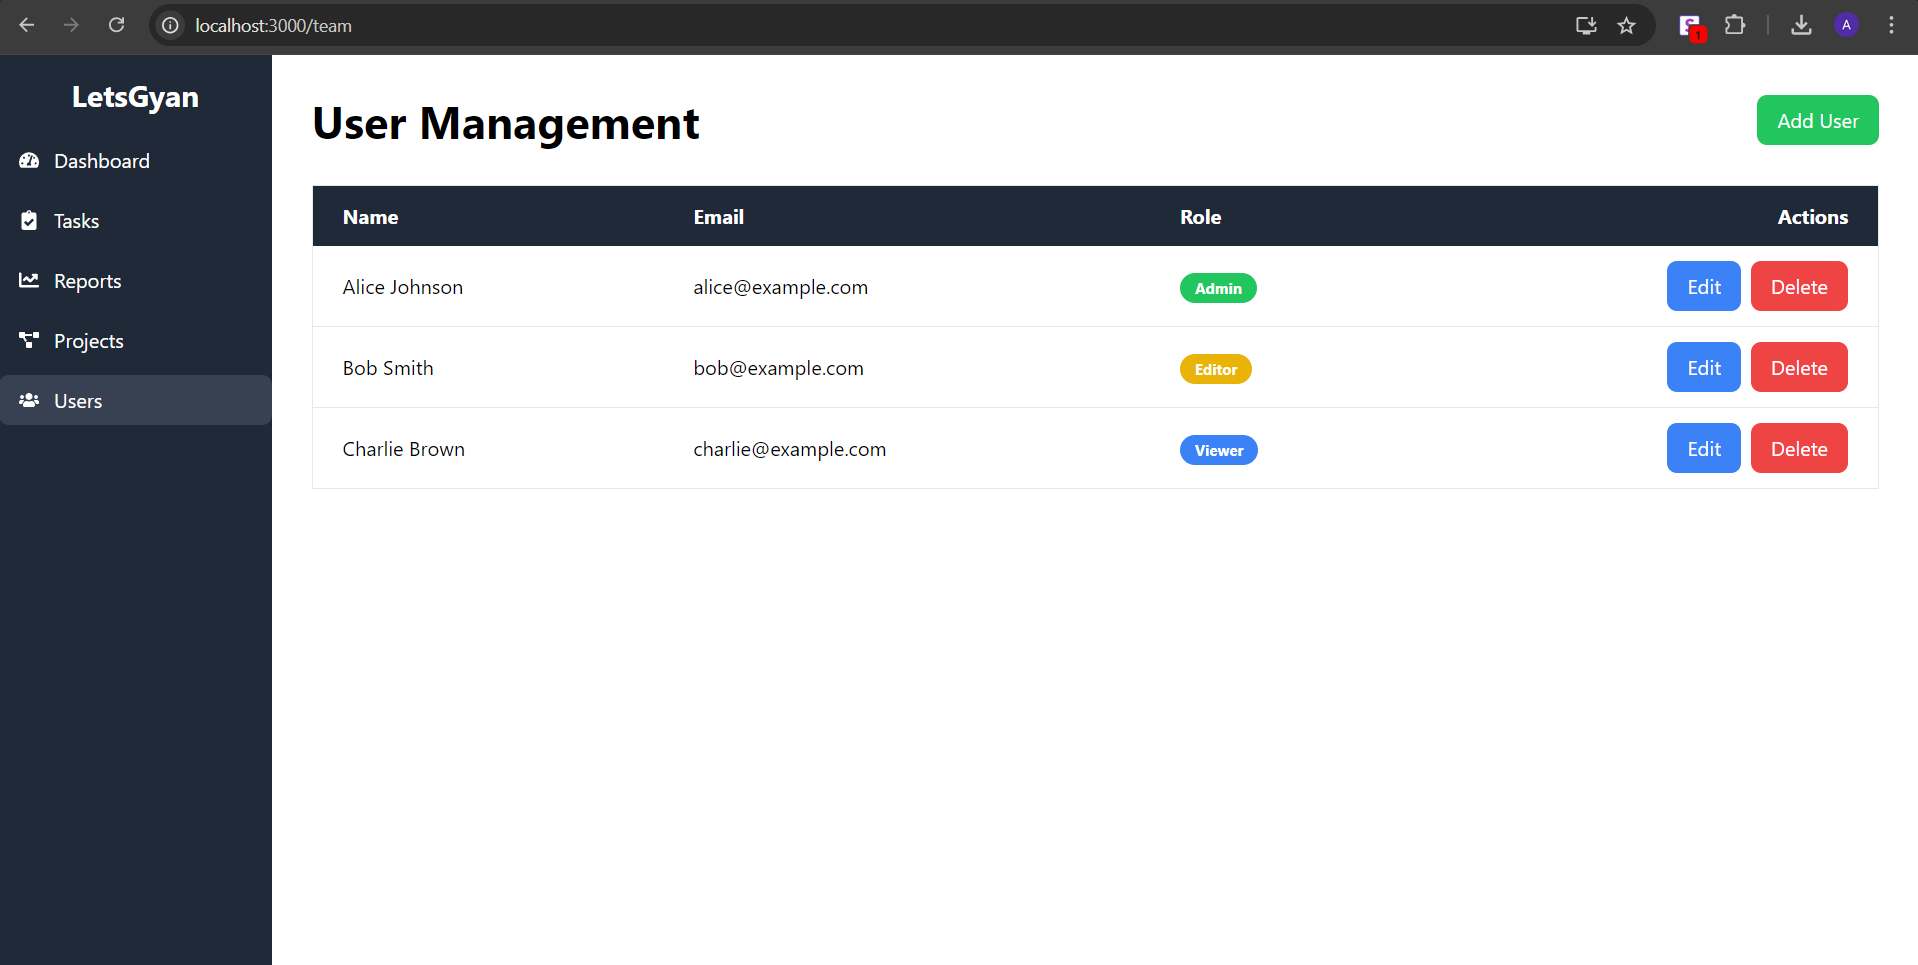 localhost:3000/team
1
A
LetsGyan
Dashboard
Tasks
Reports
Projects
Users
User Management
Add User
Name Email Role Actions
Alice Johnson alice@example.com Admin Edit Delete
Bob Smith bob@example.com Editor Edit Delete
Charlie Brown charlie@example.com Viewer Edit Delete